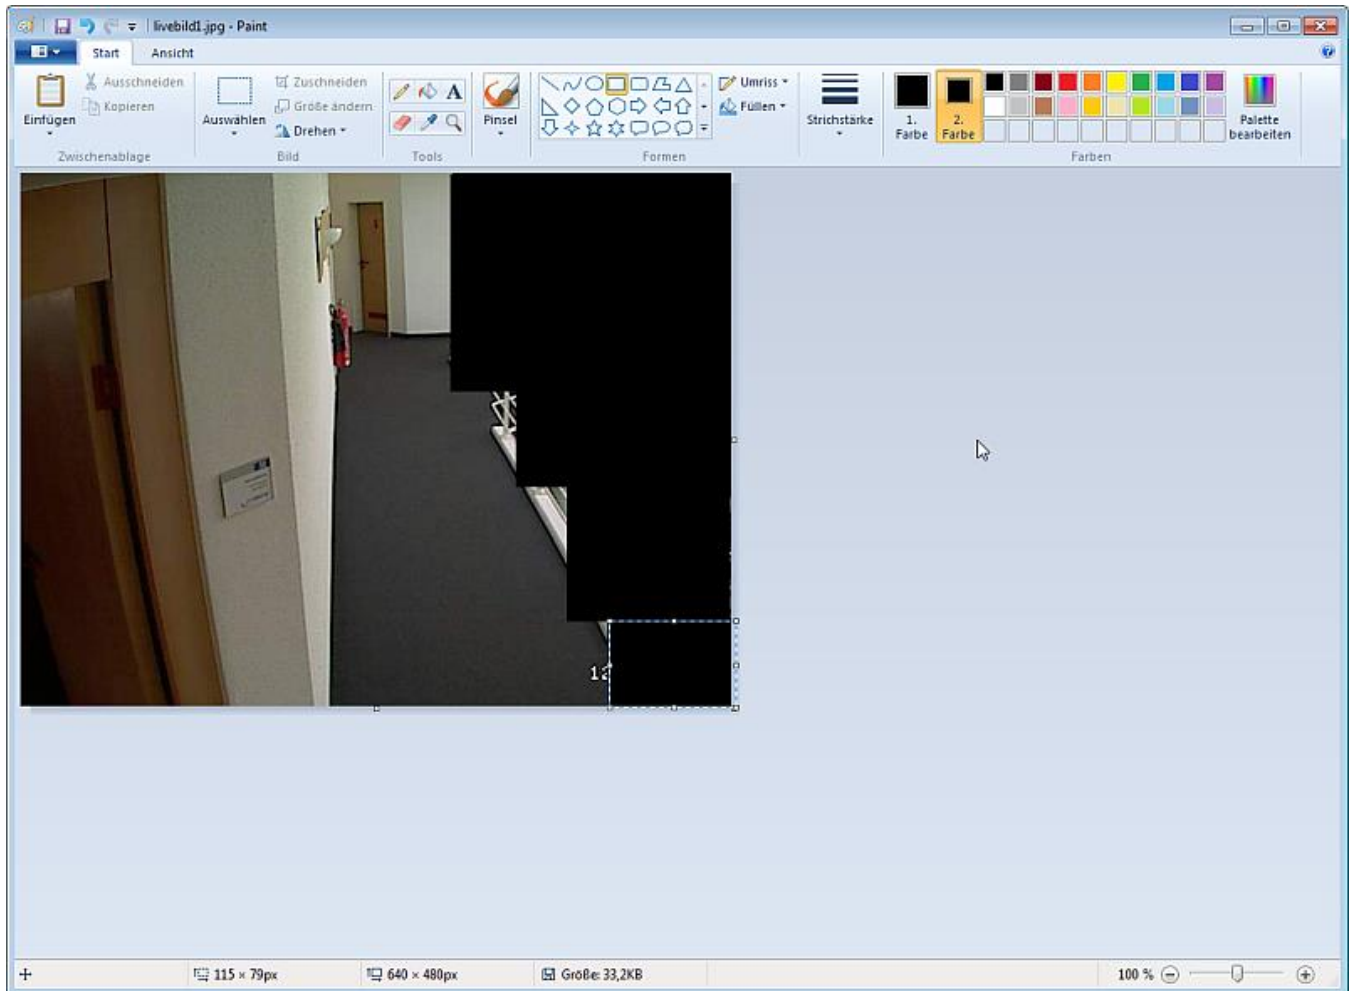 livebild1.jpg - Paint
Start Ansicht
Einfügen
Ausschneiden
Kopieren
Zwischenablage
Auswählen
Zuschneiden
Größe ändern
Drehen
Bild
A
Tools
Pinsel
Formen
Umriss
Füllen
Strichstärke
1.
Farbe
2.
Farbe
Palette
bearbeiten
Farben
115 × 79px
640 × 480px
Größe: 33,2KB
100 %